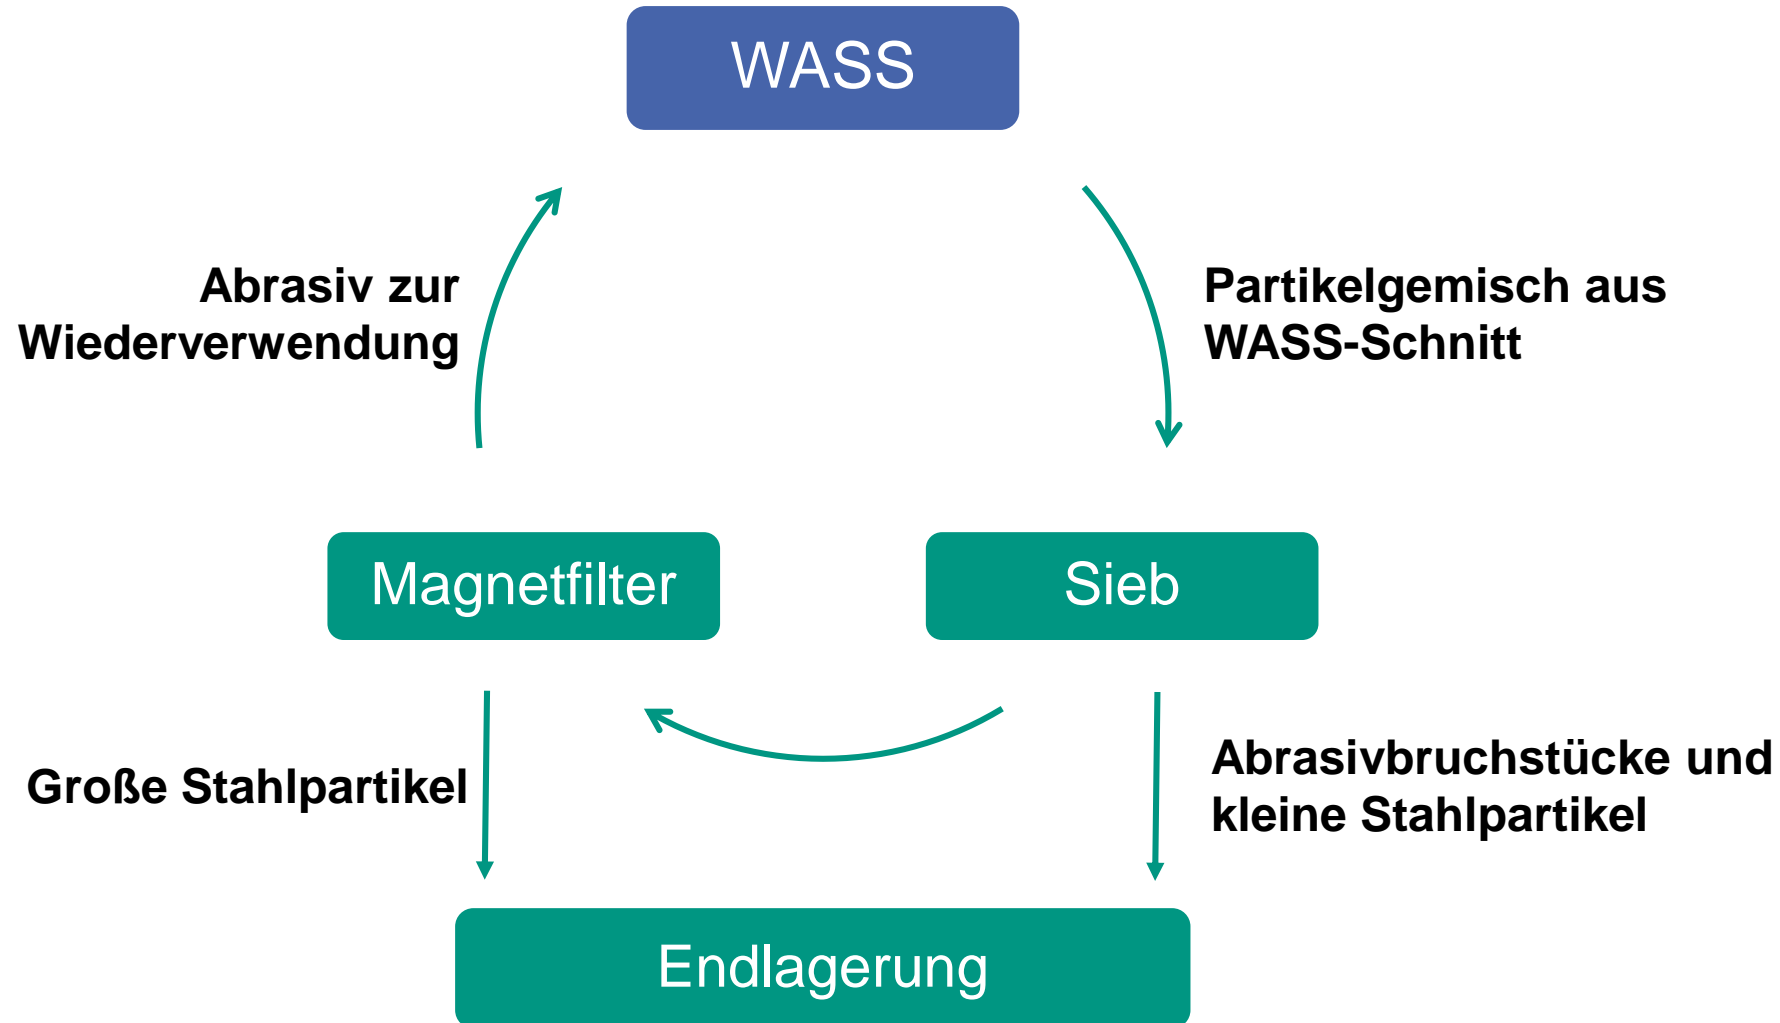 WASS
Abrasiv zur
Wiederverwendung
Partikelgemisch aus
WASS-Schnitt
Magnetfilter
Sieb
Große Stahlpartikel
Abrasivbruchstücke und
kleine Stahlpartikel
Endlagerung